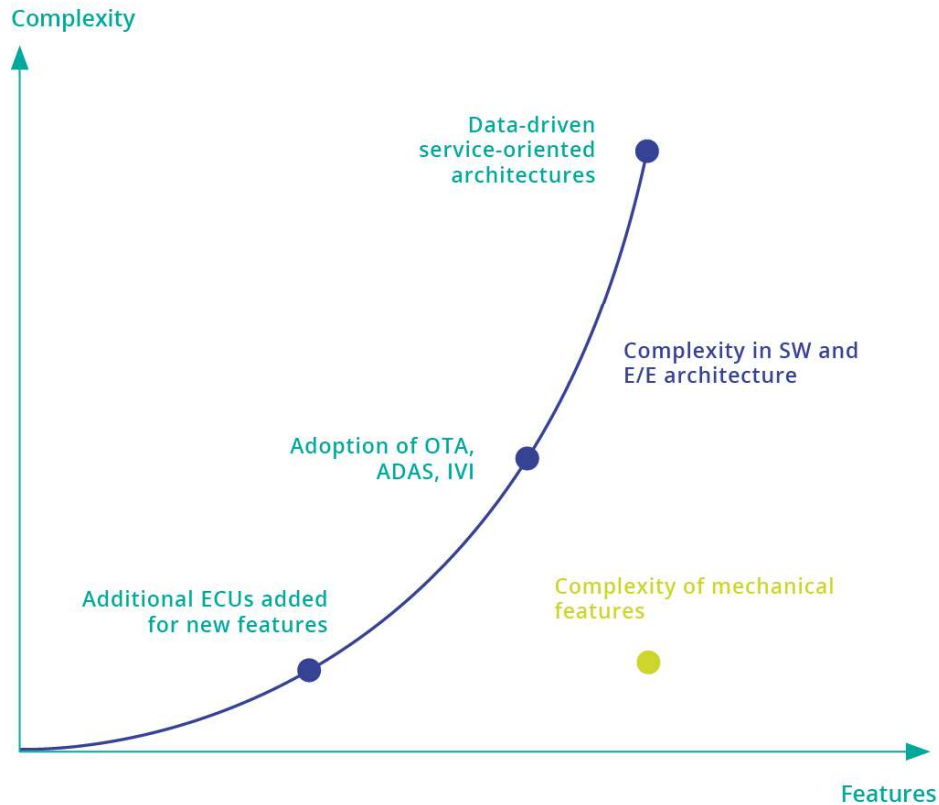 Complexity
Data-driven
service-oriented
architectures
Complexity in SW and
E/E architecture
Adoption of OTA,
ADAS, IVI
Complexity of mechanical
features
Additional ECUs added
for new features
Features